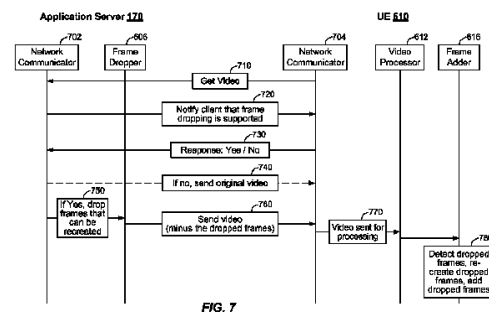 Application Server 170
UE 610
702
606
704
612
616
Network
Communicator
Frame
Dropper
Network
Communicator
Video
Processor
Frame
Adder
710
Get Video
720
Notify client that frame
dropping is supported
730
Response: Yes / No
740
If no, send original video
750
If Yes, drop
frames that
can be
recreated
760
Send video
(minus the dropped frames)
770
Video sent for
processing
780
Detect dropped
frames, re-
create dropped
frames, add
dropped frames
FIG. 7